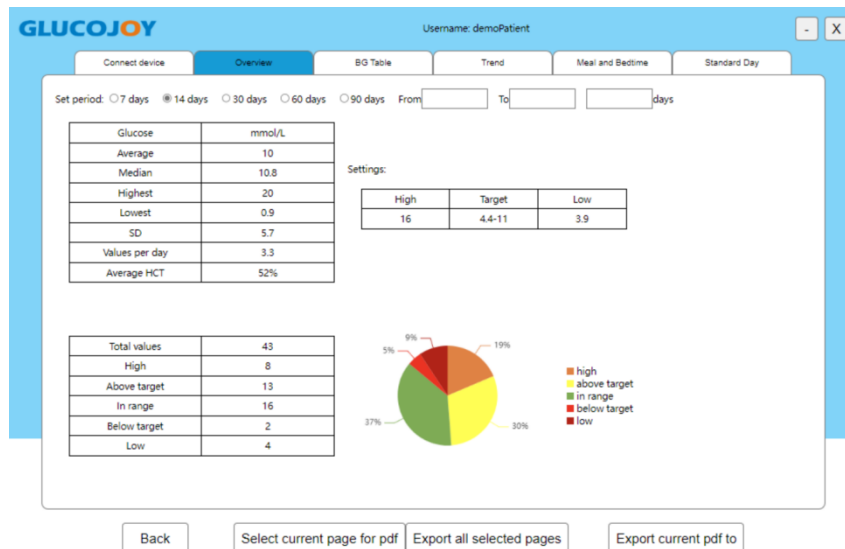 GLUCOJOY
Username: demoPatient
-
X
Connect device
Overview
BG Table
Trend
Meal and Bedtime
Standard Day
Set period: 7 days 14 days 30 days 60 days 90 days From To days
Glucose mmol/L
Average 10
Median 10.8
Highest 20
Lowest 0.9
SD 5.7
Values per day 3.3
Average HCT 52%
Settings:
High Target Low
16 4.4-11 3.9
Total values 43
High 8
Above target 13
In range 16
Below target 2
Low 4
9%
5%
19%
37%
30%
high
above target
in range
below target
low
Back
Select current page for pdf
Export all selected pages
Export current pdf to